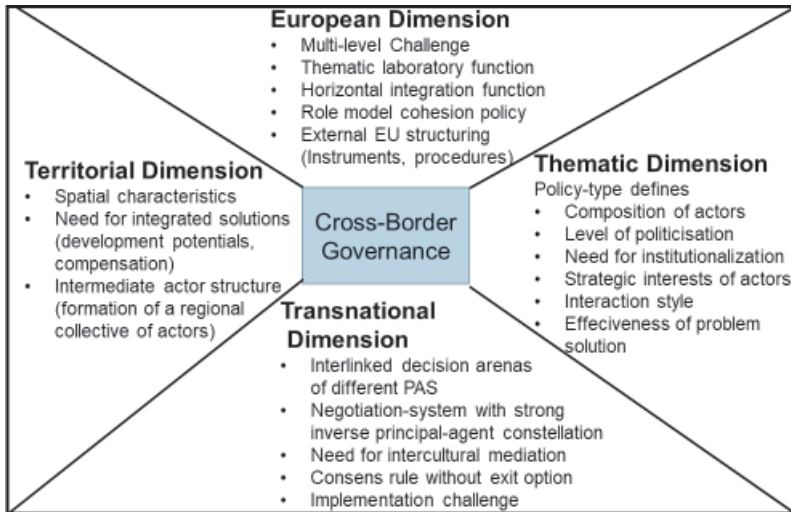 European Dimension
• Multi-level Challenge
• Thematic laboratory function
• Horizontal integration function
• Role model cohesion policy
• External EU structuring
(Instruments, procedures)
Territorial Dimension
• Spatial characteristics
• Need for integrated solutions
(development potentials,
compensation)
• Intermediate actor structure
(formation of a regional
collective of actors)
Cross-Border
Governance
Thematic Dimension
Policy-type defines
• Composition of actors
• Level of politicisation
• Need for institutionalization
• Strategic interests of actors
• Interaction style
• Effeciveness of problem
solution
Transnational
Dimension
• Interlinked decision arenas
of different PAS
• Negotiation-system with strong
inverse principal-agent constellation
• Need for intercultural mediation
• Consens rule without exit option
• Implementation challenge